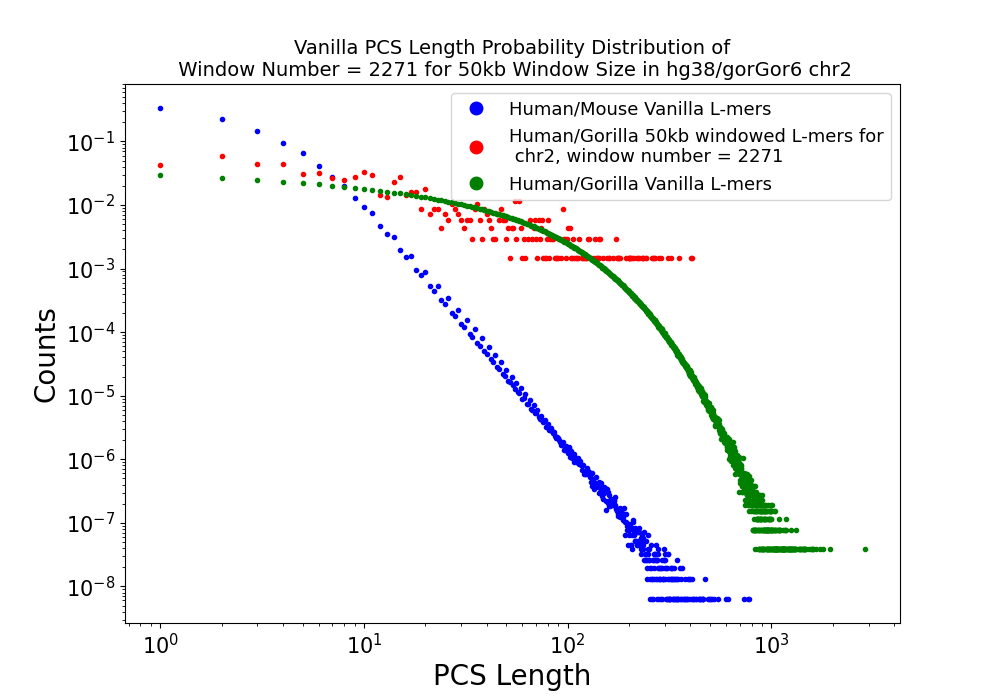 Vanilla PCS Length Probability Distribution of
Window Number = 2271 for 50kb Window Size in hg38/gorGor6 chr2
Human/Mouse Vanilla L-mers
Human/Gorilla 50kb windowed L-mers for
chr2, window number = 2271
Human/Gorilla Vanilla L-mers
Counts
10⁻¹
10⁻²
10⁻³
10⁻⁴
10⁻⁵
10⁻⁶
10⁻⁷
10⁻⁸
10⁰ 10¹ 10² 10³
PCS Length